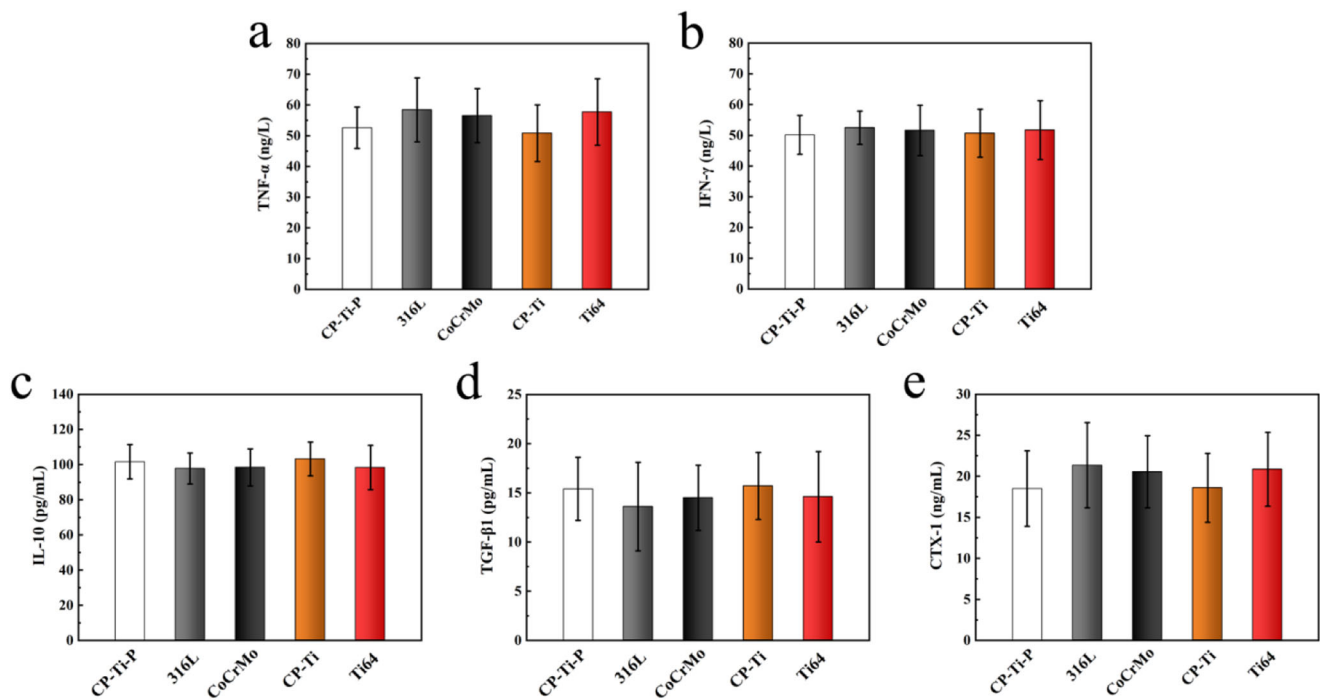 a
80
70
60
50
40
30
20
10
0
TNF-α (ng/L)
CP-Ti-P
316L
CoCrMo
CP-Ti
Ti64
b
80
70
60
50
40
30
20
10
0
IFN-γ (ng/L)
CP-Ti-P
316L
CoCrMo
CP-Ti
Ti64
c
140
120
100
80
60
40
20
0
IL-10 (pg/mL)
CP-Ti-P
316L
CoCrMo
CP-Ti
Ti64
d
25
20
15
10
5
0
TGF-β1 (pg/mL)
CP-Ti-P
316L
CoCrMo
CP-Ti
Ti64
e
30
25
20
15
10
5
0
CTX-1 (ng/mL)
CP-Ti-P
316L
CoCrMo
CP-Ti
Ti64